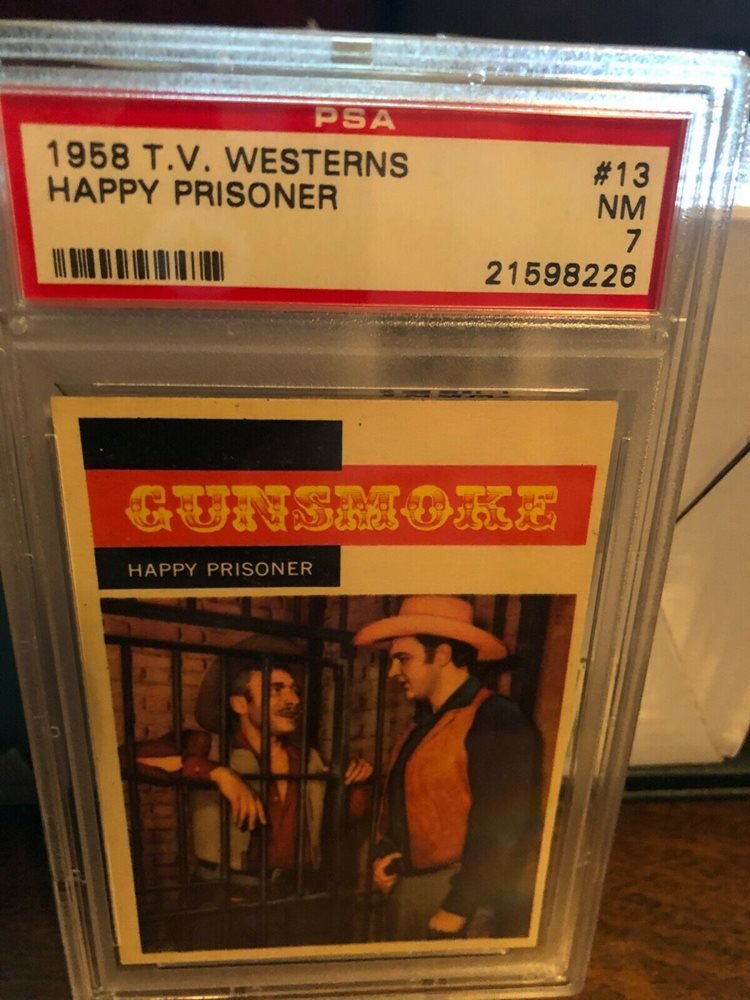 PSA
1958 T.V. WESTERNS
#13
HAPPY PRISONER
NM
7
21598226
GUNSMOKE
HAPPY PRISONER